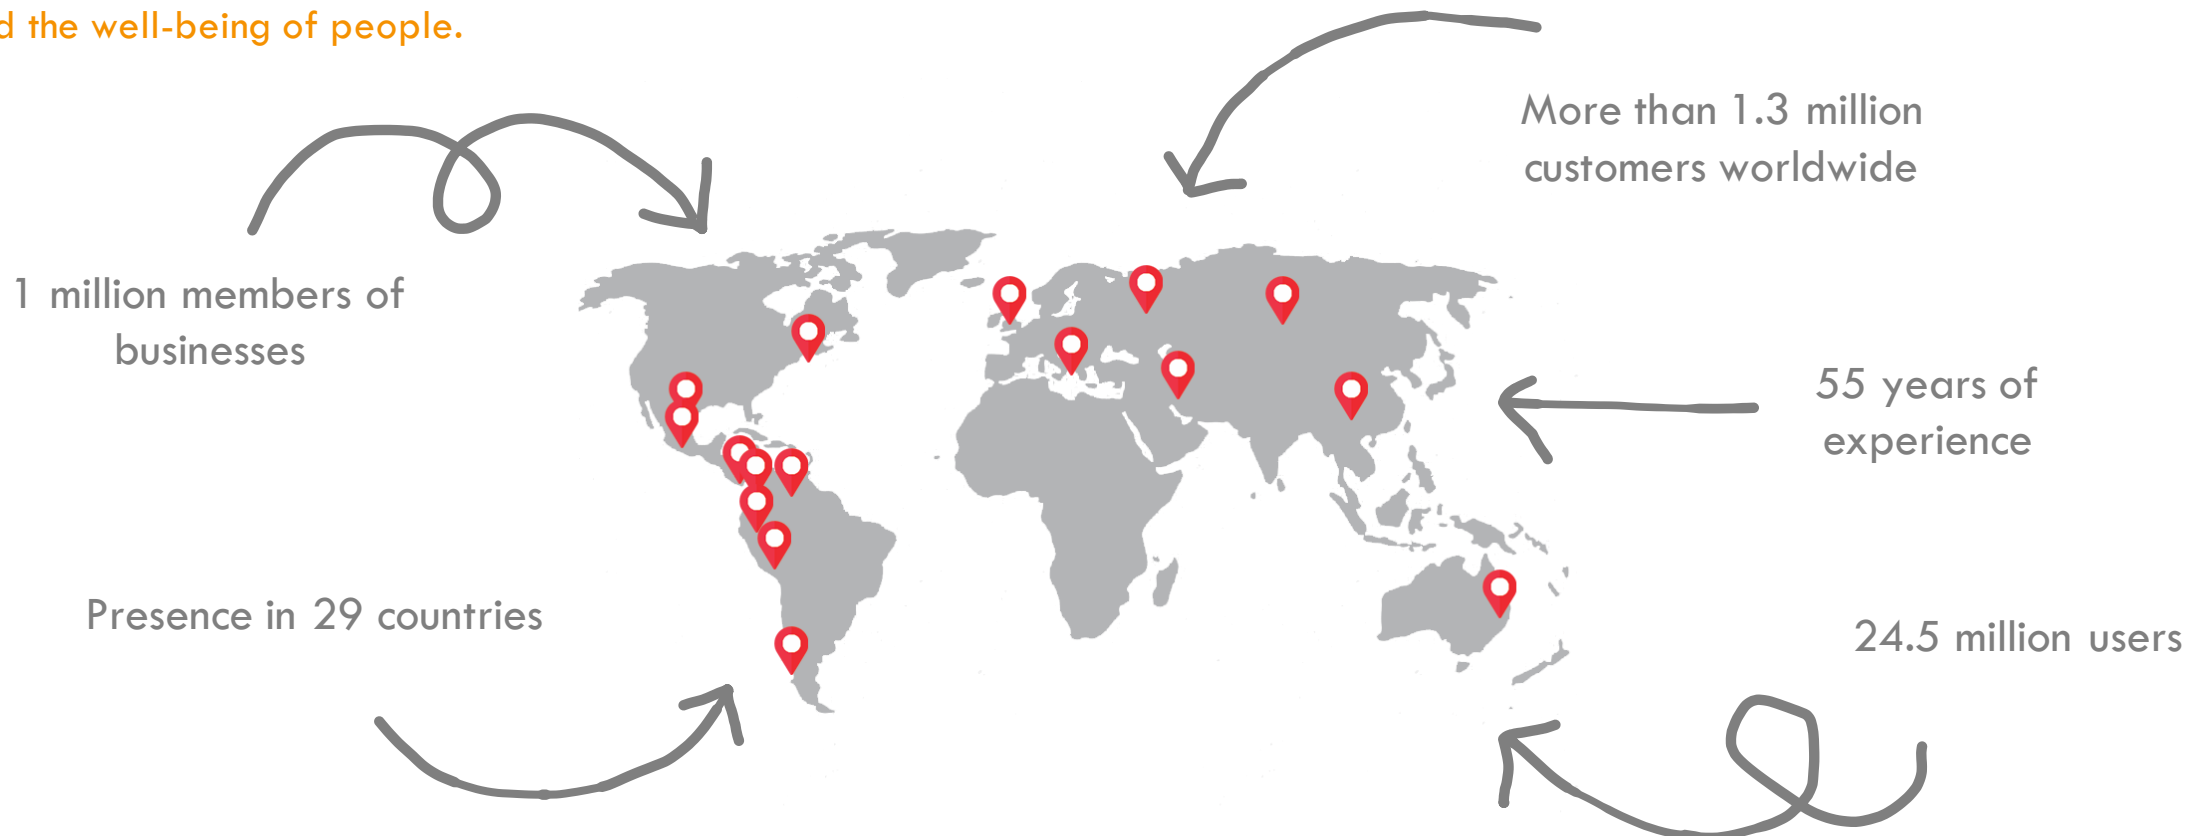 d the well-being of people.
More than 1.3 million
customers worldwide
1 million members of
businesses
55 years of
experience
Presence in 29 countries
24.5 million users